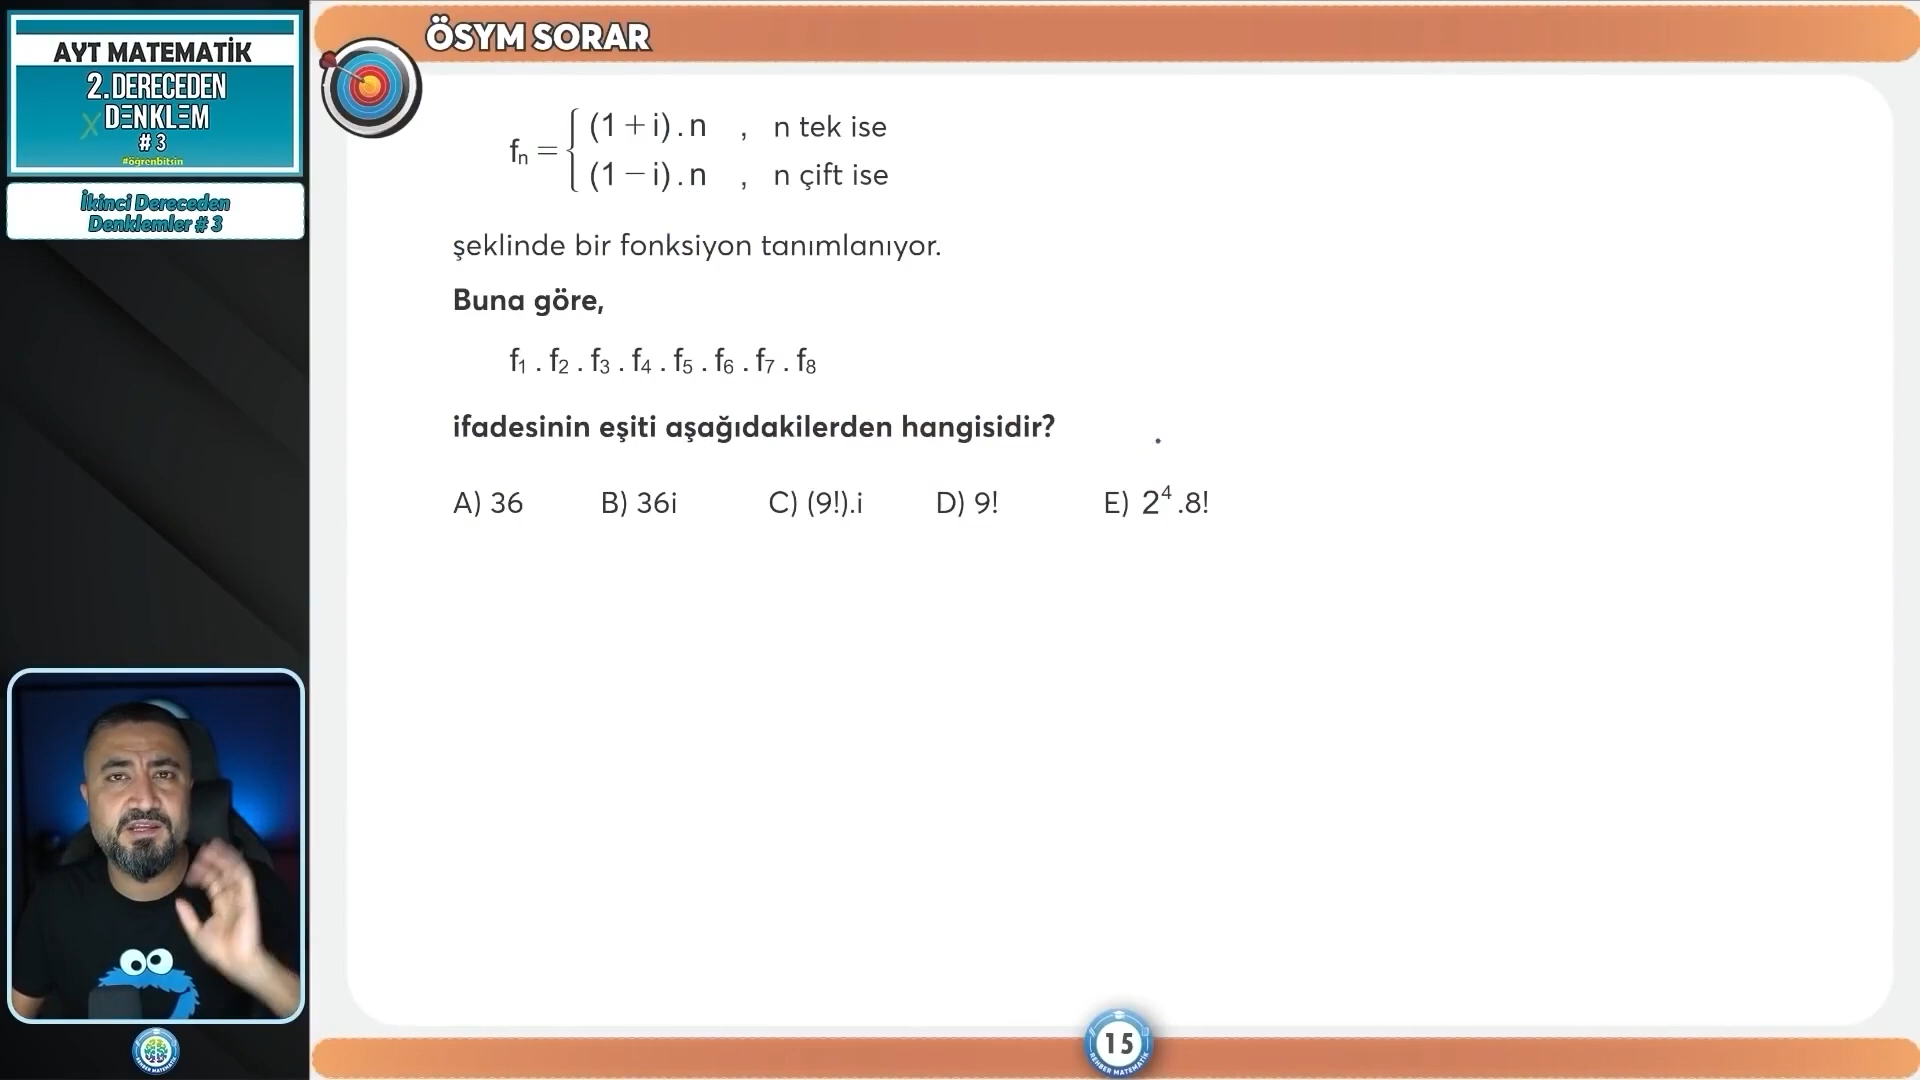 AYT MATEMATİK
2. DERECEDEN
DENKLEM
# 3
#öğrenbitsin
İkinci Dereceden
Denklemler # 3
ÖSYM SORAR
fₙ = { (1 + i) . n , n tek ise
(1 − i) . n , n çift ise
şeklinde bir fonksiyon tanımlanıyor.
Buna göre,
f₁ . f₂ . f₃ . f₄ . f₅ . f₆ . f₇ . f₈
ifadesinin eşiti aşağıdakilerden hangisidir?
A) 36 B) 36i C) (9!).i D) 9! E) 2⁴ .8!
15
REHBER MATEMATİK